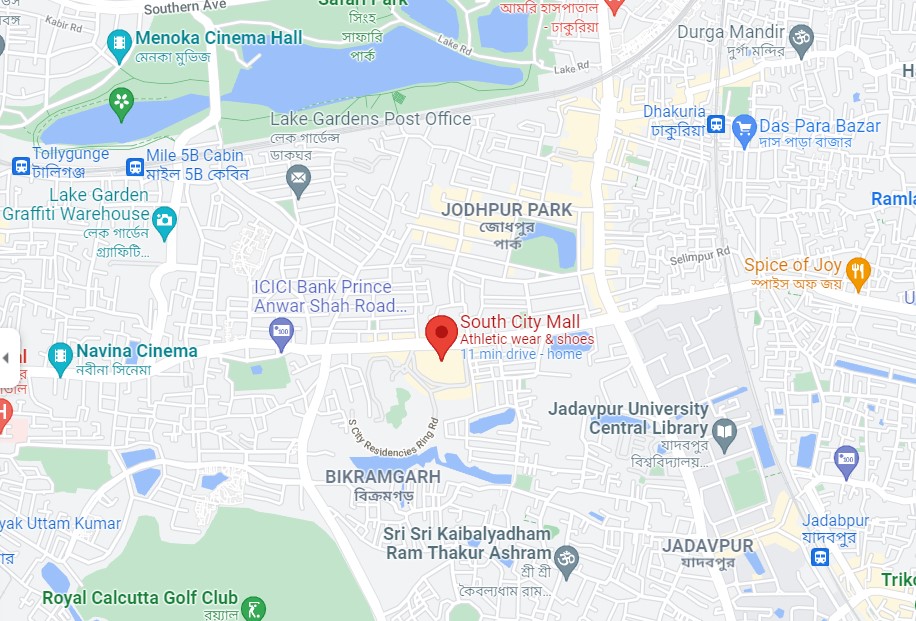 Southern Ave
Kabir Rd
Safari Park
সিংহ
সাফারি
পার্ক
আমরি হাসপাতাল
- ঢাকুরিয়া
Menoka Cinema Hall
মেনকা মুভিজ
Lake Rd
Lake Rd
Durga Mandir
দুর্গা মন্দির
Lake Gardens Post Office
লেক গার্ডেন্স
ডাকঘর
Dhakuria
ঢাকুরিয়া
Das Para Bazar
দাস পাড়া বাজার
Tollygunge
টালিগঞ্জ
Mile 5B Cabin
মাইল 5B কেবিন
Lake Garden
Graffiti Warehouse
লেক গার্ডেন
গ্র্যাফিটি...
JODHPUR PARK
জোধপুর
পার্ক
Ramla
Selimpur Rd
Spice of Joy
স্পাইস অফ জয়
ICICI Bank Prince
Anwar Shah Road...
South City Mall
Athletic wear & shoes
11 min drive - home
Navina Cinema
নবীনা সিনেমা
S City Residencies Ring Rd
Jadavpur University
Central Library
যাদবপুর
বিশ্ববিদ্যালয়...
BIKRAMGARH
বিক্রমগড়
yak Uttam Kumar
Sri Sri Kaibalyadham
Ram Thakur Ashram
শ্রী শ্রী
কৈবল্যধাম রাম...
JADAVPUR
যাদবপুর
Jadabpur
যাদবপুর
Royal Calcutta Golf Club
রয়্যাল
Triko